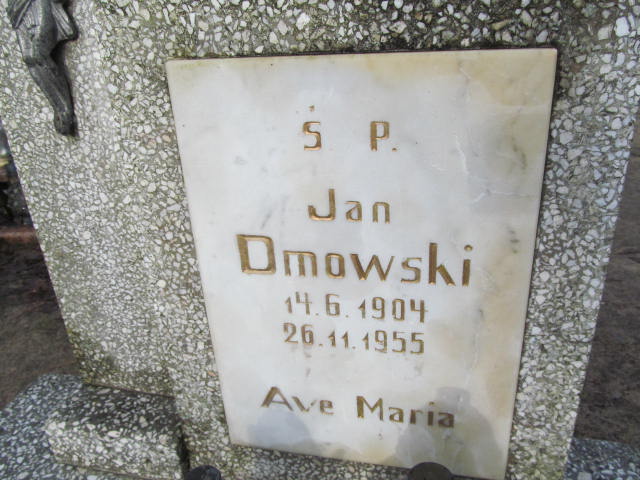 Ś P.
Jan
Dmowski
14.6.1904
26.11.1955
Ave Maria